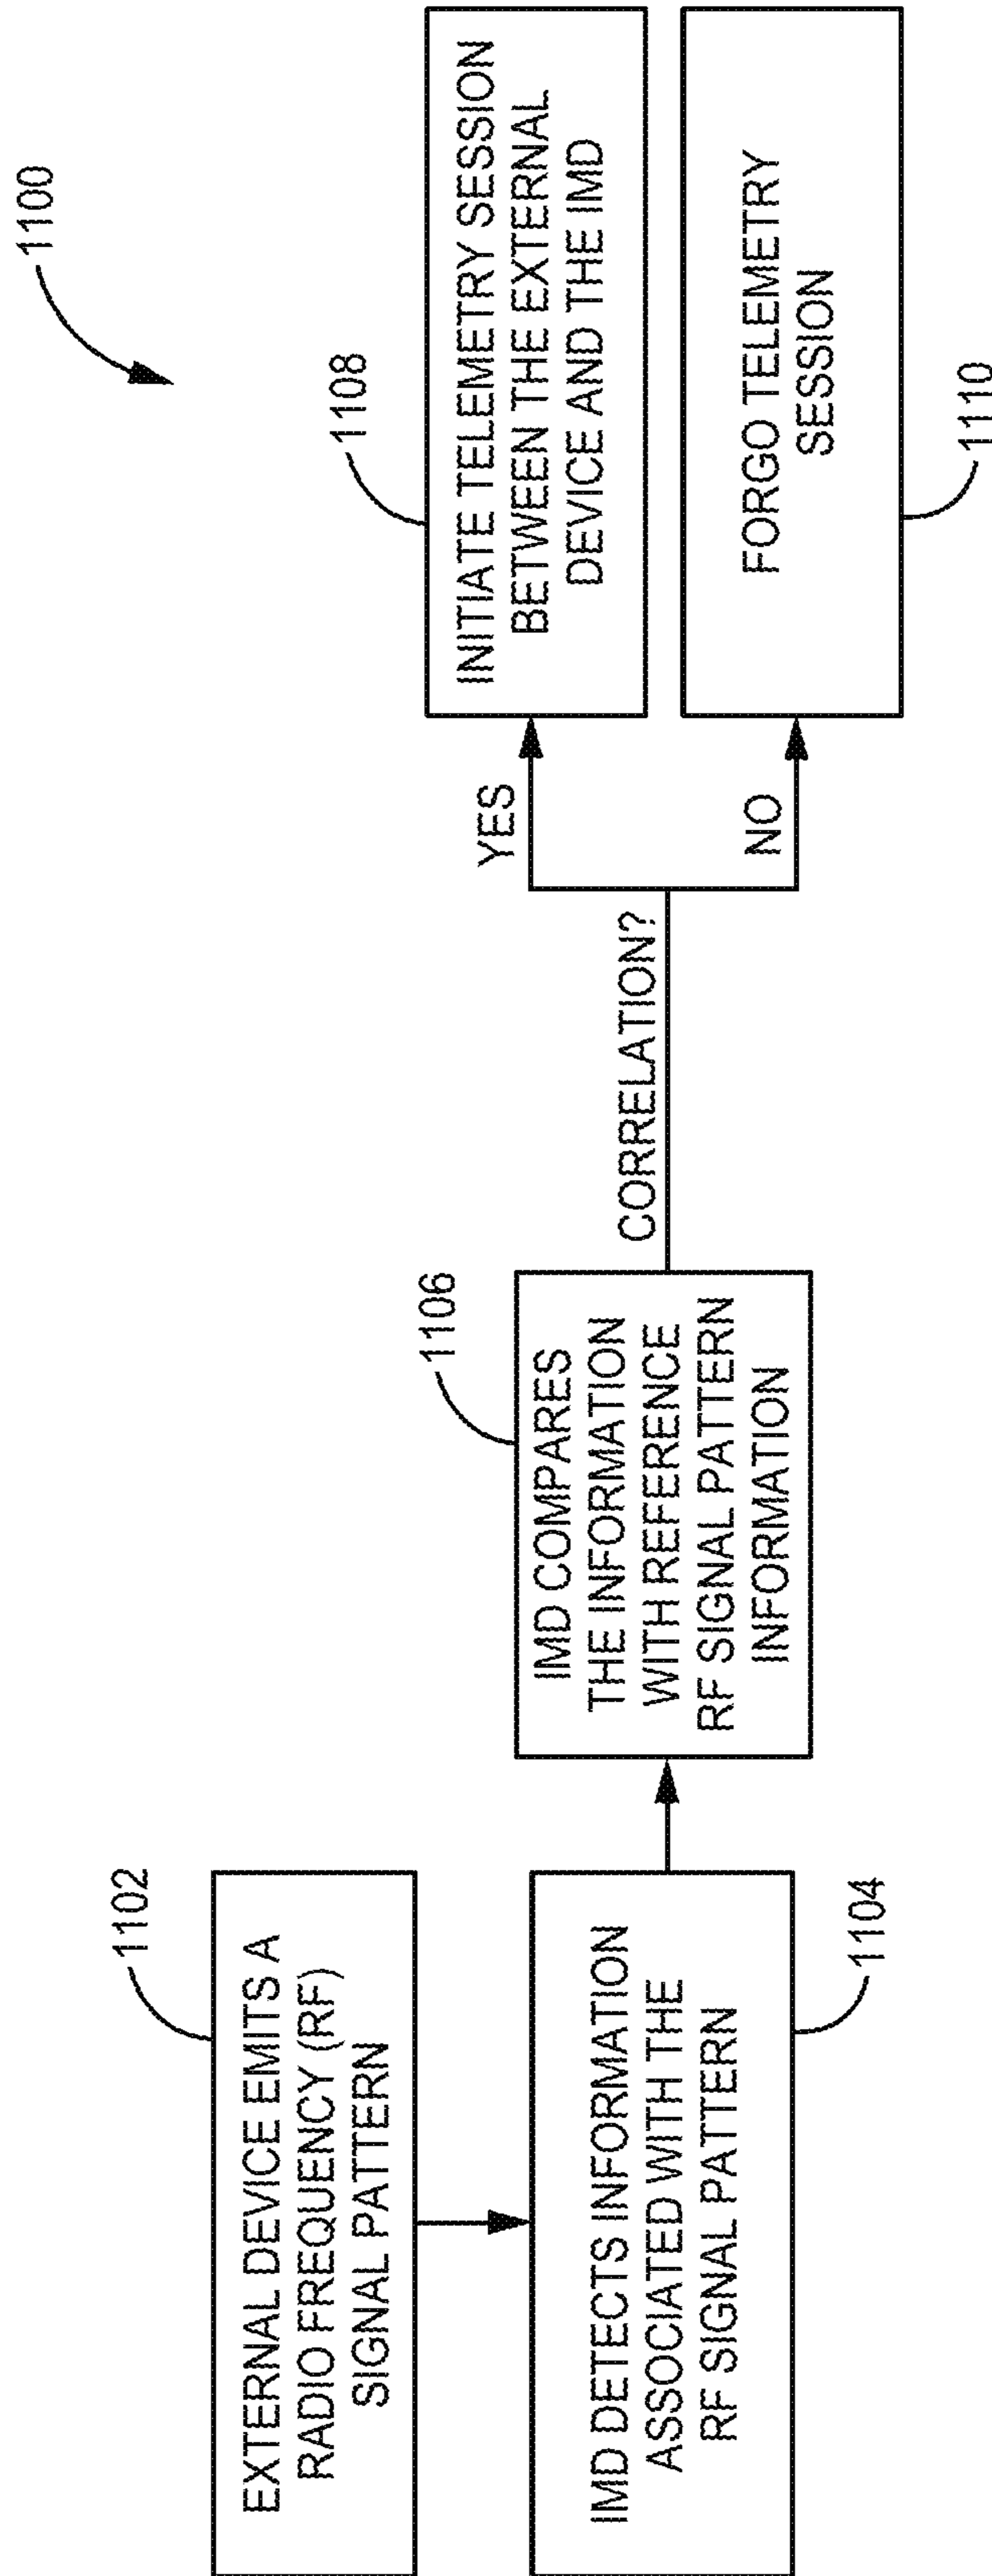 1100
1102
EXTERNAL DEVICE EMITS A
RADIO FREQUENCY (RF)
SIGNAL PATTERN
IMD DETECTS INFORMATION
ASSOCIATED WITH THE
RF SIGNAL PATTERN
1104
1106
IMD COMPARES
THE INFORMATION
WITH REFERENCE
RF SIGNAL PATTERN
INFORMATION
CORRELATION?
YES
NO
1108
INITIATE TELEMETRY SESSION
BETWEEN THE EXTERNAL
DEVICE AND THE IMD
FORGO TELEMETRY
SESSION
1110